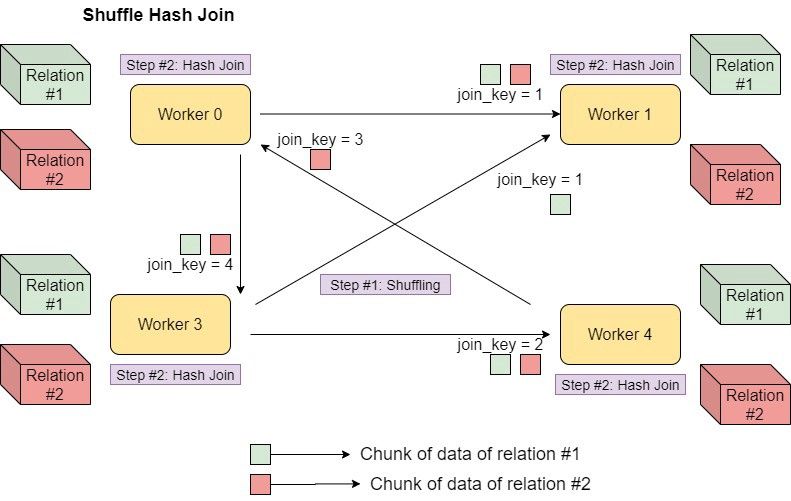 Shuffle Hash Join
Relation
#1
Step #2: Hash Join
Worker 0
Relation
#2
join_key = 1
Step #2: Hash Join
Worker 1
Relation
#1
join_key = 3
join_key = 1
Relation
#2
join_key = 4
Relation
#1
Step #1: Shuffling
Worker 3
Relation
#2
Step #2: Hash Join
join_key = 2
Worker 4
Step #2: Hash Join
Relation
#1
Relation
#2
Chunk of data of relation #1
Chunk of data of relation #2